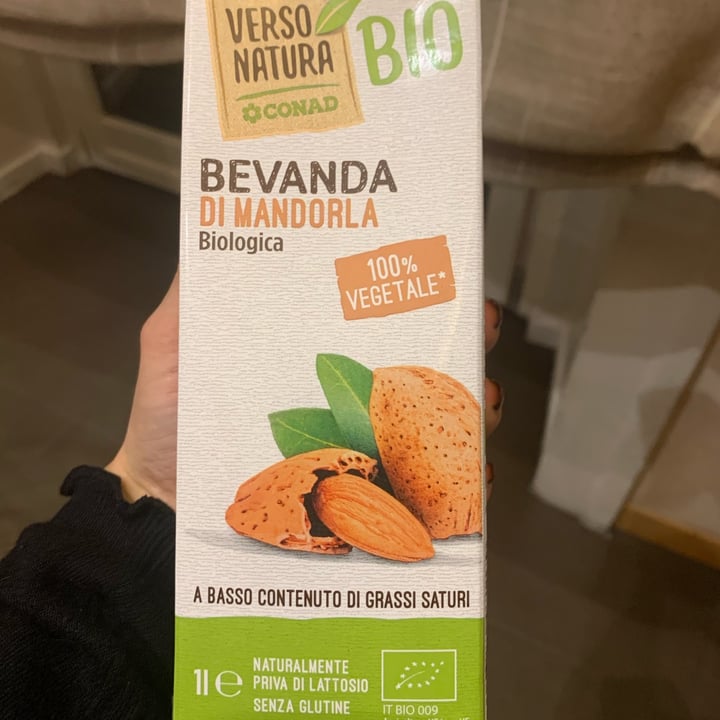 VERSO
NATURA
CONAD
BIO
BEVANDA
DI MANDORLA
Biologica
100%
VEGETALE*
A BASSO CONTENUTO DI GRASSI SATURI
1l e
NATURALMENTE
PRIVA DI LATTOSIO
SENZA GLUTINE
IT BIO 009